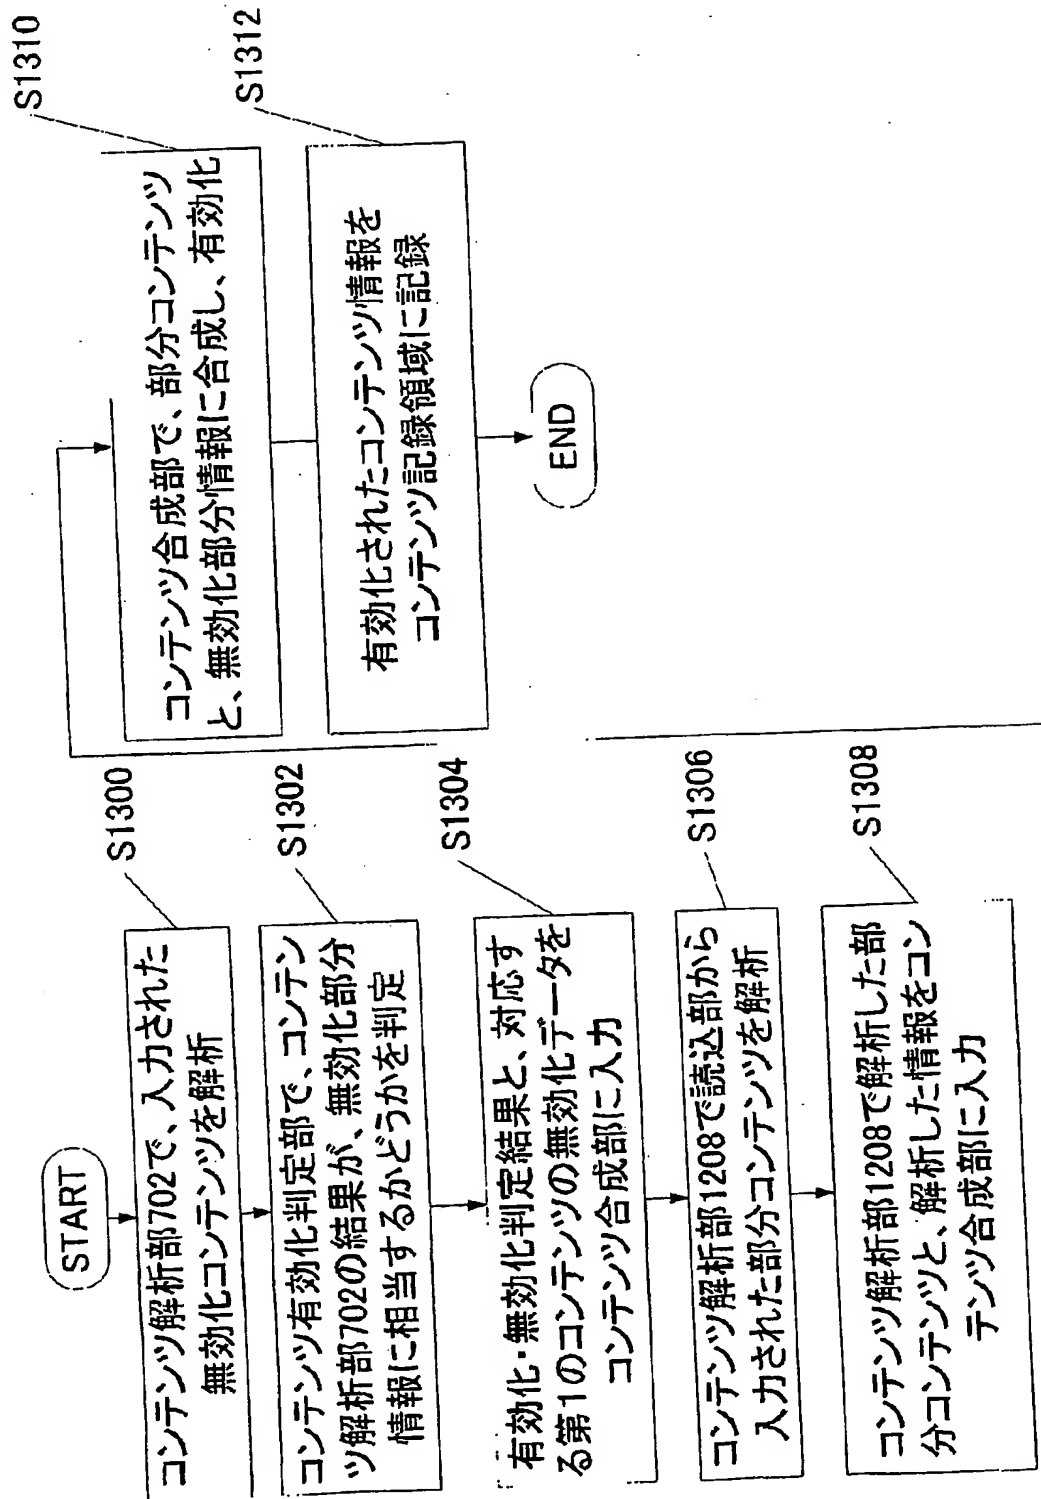 START
コンテンツ解析部702で、入力された
無効化コンテンツを解析
S1300
コンテンツ有効化判定部で、コンテン
ツ解析部702の結果が、無効化部分
情報に相当するかどうかを判定
S1302
有効化・無効化判定結果と、対応す
る第1のコンテンツの無効化データを
コンテンツ合成部に入力
S1304
コンテンツ解析部1208で読込部から
入力された部分コンテンツを解析
S1306
コンテンツ解析部1208で解析した部
分コンテンツと、解析した情報をコン
テンツ合成部に入力
S1308
コンテンツ合成部で、部分コンテンツ
と、無効化部分情報に合成し、有効化
S1310
有効化されたコンテンツ情報を
コンテンツ記録領域に記録
S1312
END